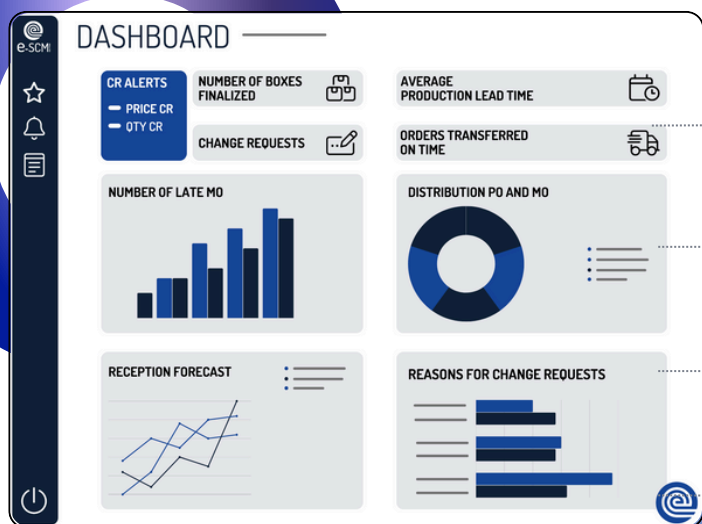 e-SCMI
DASHBOARD
CR ALERTS
PRICE CR
QTY CR
NUMBER OF BOXES
FINALIZED
CHANGE REQUESTS
AVERAGE
PRODUCTION LEAD TIME
ORDERS TRANSFERRED
ON TIME
NUMBER OF LATE MO
DISTRIBUTION PO AND MO
RECEPTION FORECAST
REASONS FOR CHANGE REQUESTS